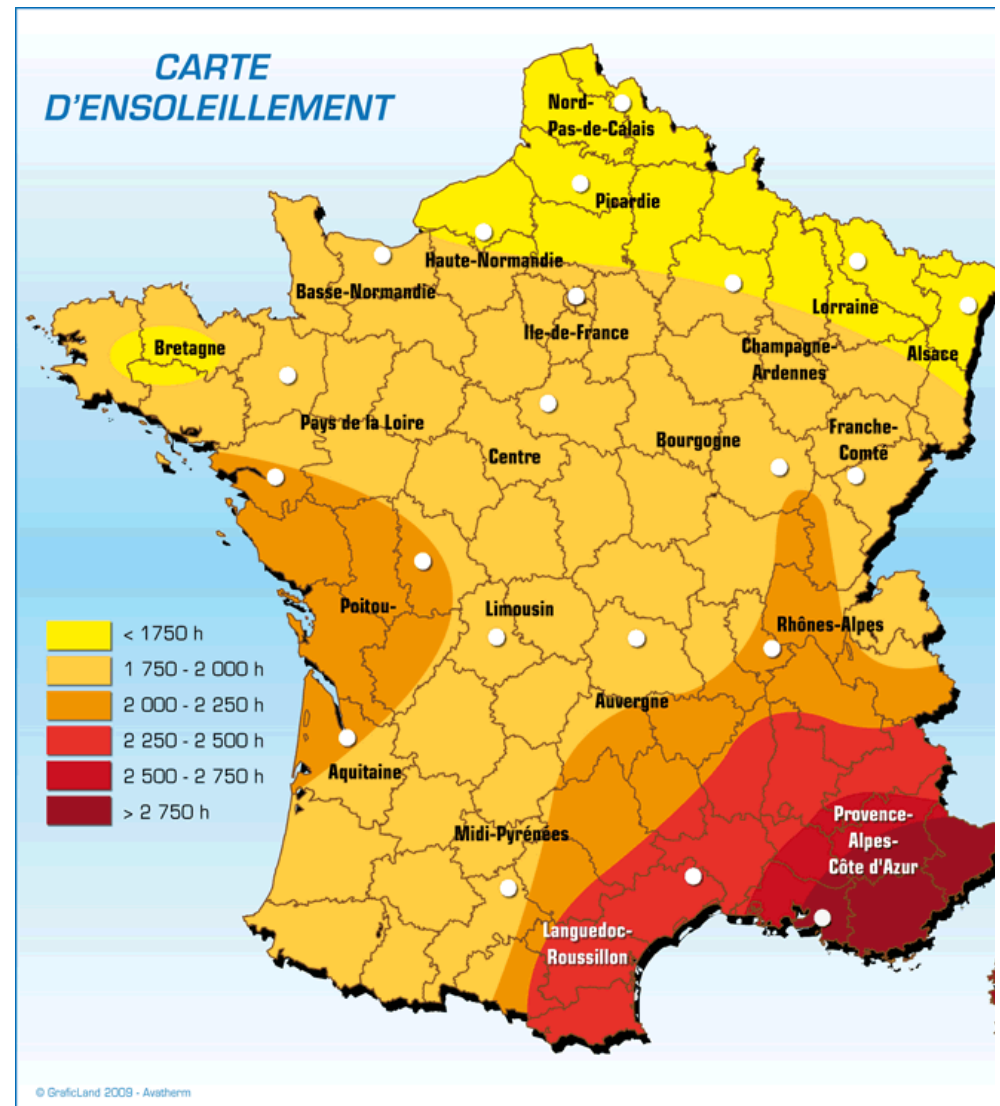 CARTE
D'ENSOLEILLEMENT
Nord-
Pas-de-Calais
Picardie
Haute-Normandie
Basse-Normandie
Ile-de-France
Lorraine
Champagne-
Ardennes
Alsace
Bretagne
Pays de la Loire
Centre
Bourgogne
Franche-
Comté
Poitou-
Limousin
Rhônes-Alpes
Auvergne
Aquitaine
Midi-Pyrénées
Provence-
Alpes-
Côte d'Azur
Languedoc-
Roussillon
< 1750 h
1 750 - 2 000 h
2 000 - 2 250 h
2 250 - 2 500 h
2 500 - 2 750 h
> 2 750 h
© GraficLand 2009 - Avatherm